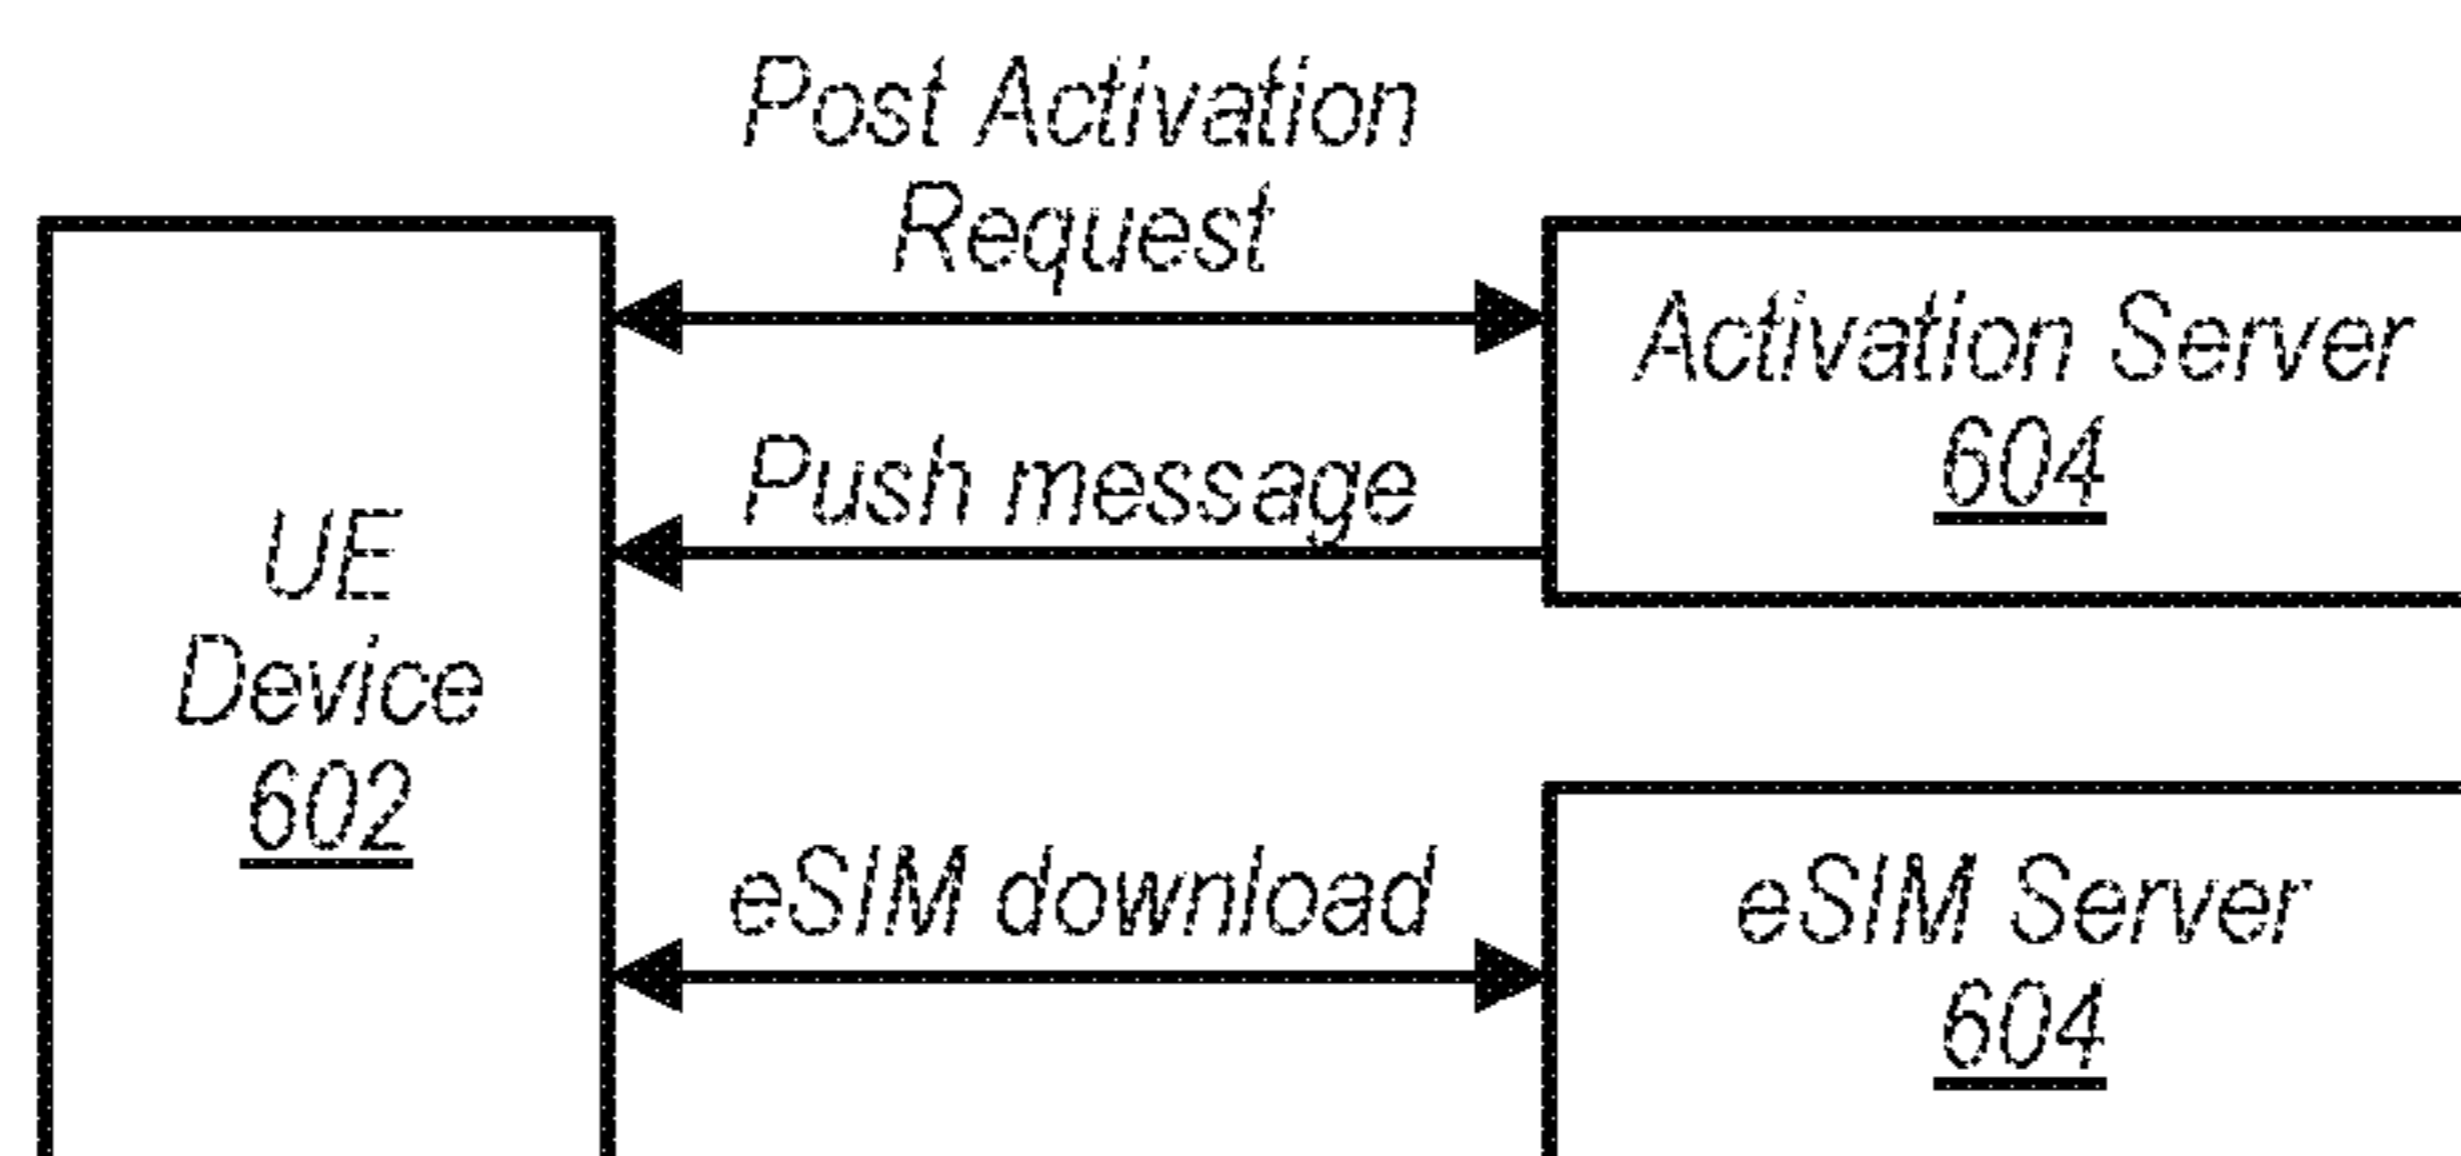 Post Activation
Request
Activation Server
604
Push message
UE
Device
602
eSIM download
eSIM Server
604